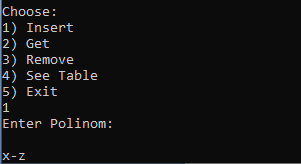 Choose:
1) Insert
2) Get
3) Remove
4) See Table
5) Exit
1
Enter Polinom:
x-z